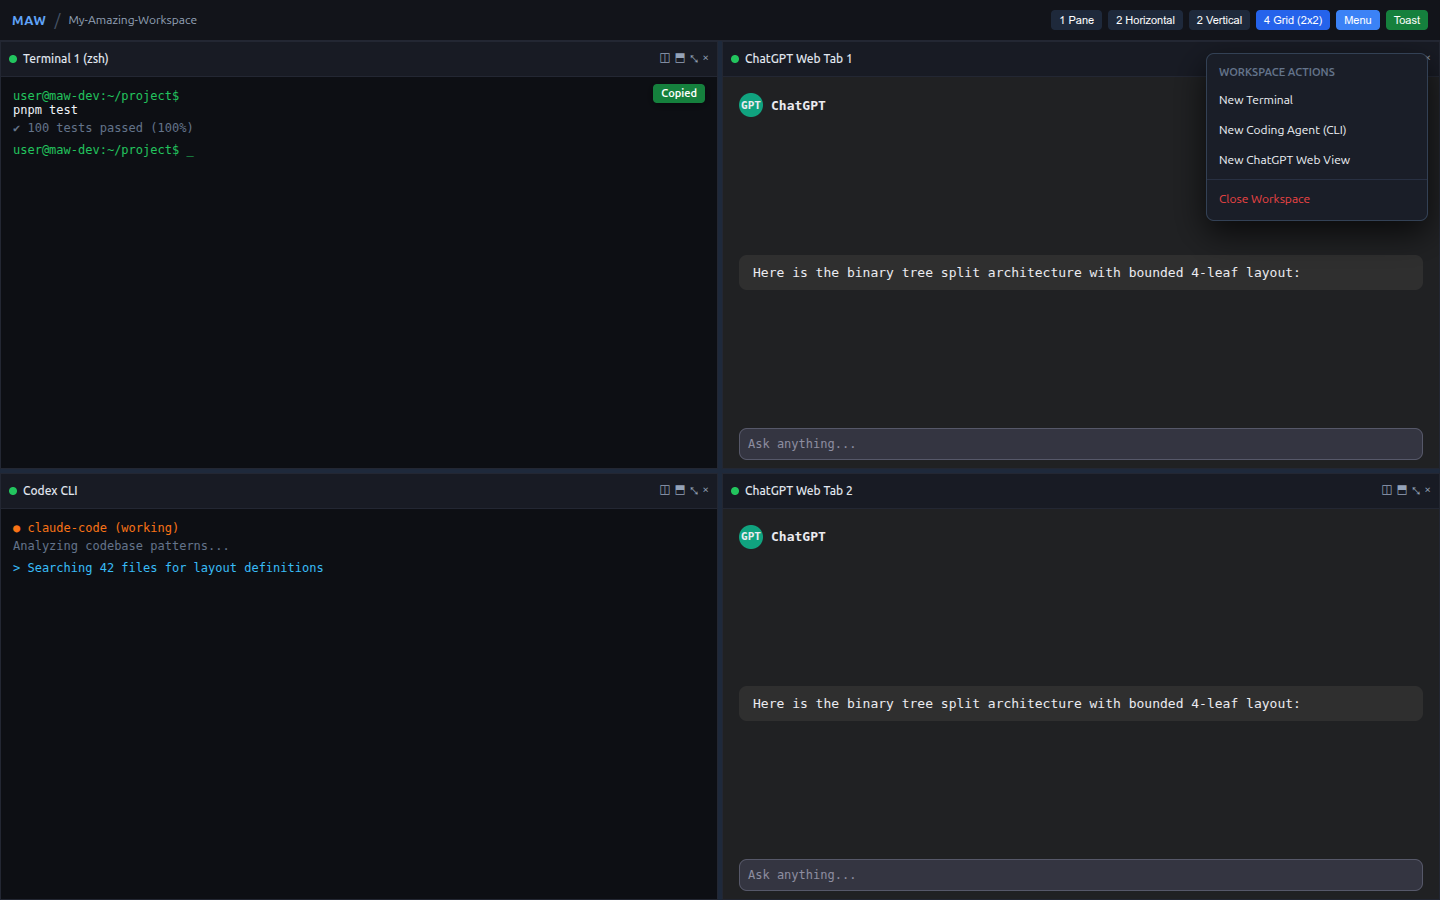 MAW / My-Amazing-Workspace
1 Pane 2 Horizontal 2 Vertical 4 Grid (2x2) Menu Toast
Terminal 1 (zsh)
Copied
user@maw-dev:~/project$
pnpm test
✔ 100 tests passed (100%)
user@maw-dev:~/project$ _
ChatGPT Web Tab 1
GPT ChatGPT
Here is the binary tree split architecture with bounded 4-leaf layout:
Ask anything...
WORKSPACE ACTIONS
New Terminal
New Coding Agent (CLI)
New ChatGPT Web View
Close Workspace
Codex CLI
● claude-code (working)
Analyzing codebase patterns...
> Searching 42 files for layout definitions
ChatGPT Web Tab 2
GPT ChatGPT
Here is the binary tree split architecture with bounded 4-leaf layout:
Ask anything...